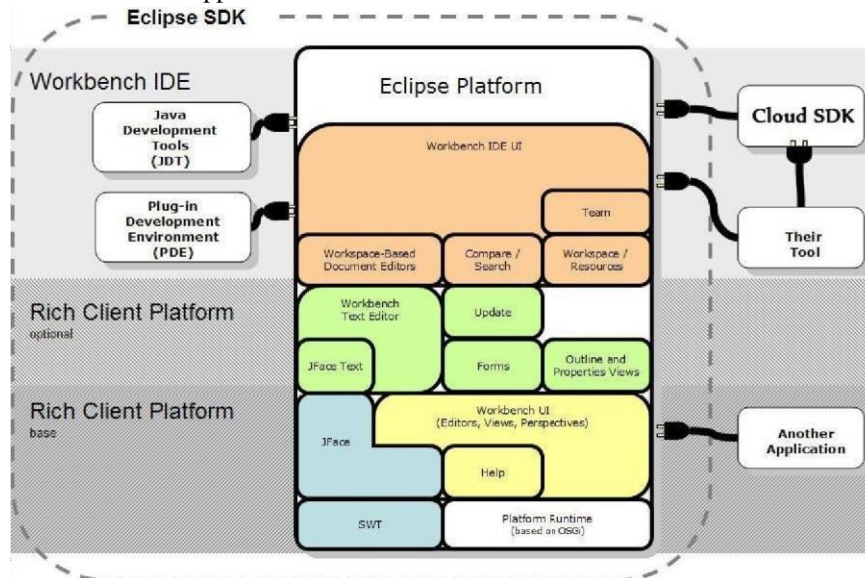 Eclipse SDK
Workbench IDE
Eclipse Platform
Java
Development
Tools
(JDT)
Cloud SDK
Workbench IDE UI
Plug-in
Development
Environment
(PDE)
Team
Their
Tool
Workspace-Based
Document Editors
Compare /
Search
Workspace /
Resources
Rich Client Platform
optional
Workbench
Text Editor
Update
JFace Text
Forms
Outline and
Properties Views
Rich Client Platform
base
JFace
Workbench UI
(Editors, Views, Perspectives)
Another
Application
Help
SWT
Platform Runtime
(based on OSGi)